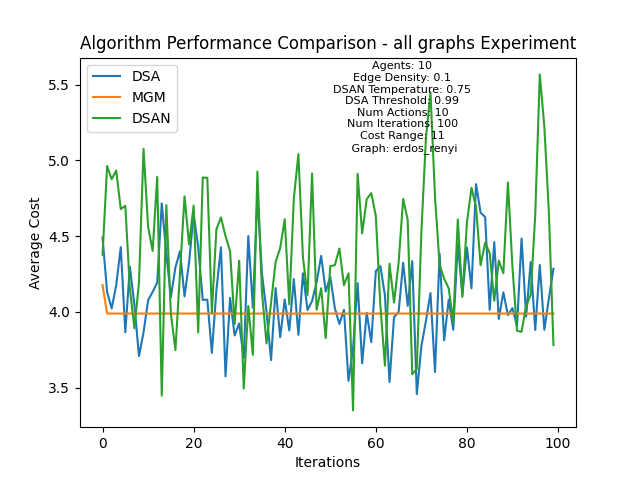 Algorithm Performance Comparison - all graphs Experiment
DSA
MGM
DSAN
Agents: 10
Edge Density: 0.1
DSAN Temperature: 0.75
DSA Threshold: 0.99
Num Actions: 10
Num Iterations: 100
Cost Range: 11
Graph: erdos_renyi
Average Cost
5.5
5.0
4.5
4.0
3.5
0 20 40 60 80 100
Iterations